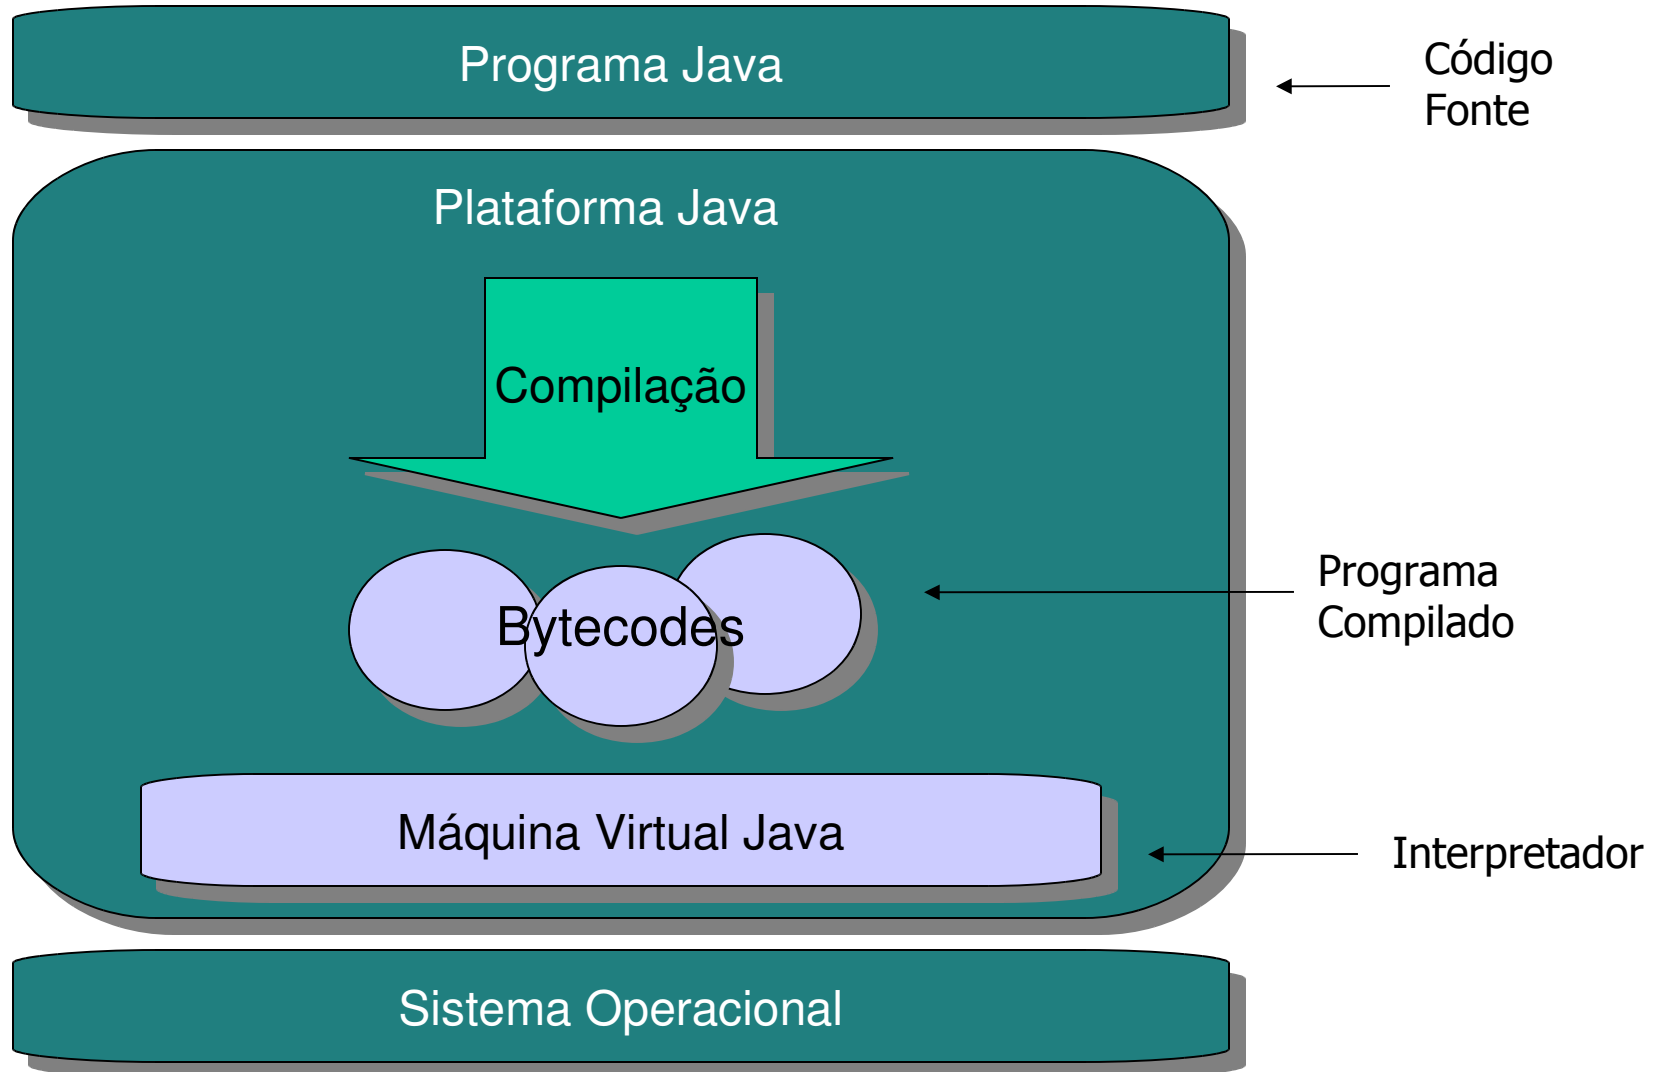 Programa Java
Código
Fonte
Plataforma Java
Compilação
Bytecodes
Programa
Compilado
Máquina Virtual Java
Interpretador
Sistema Operacional